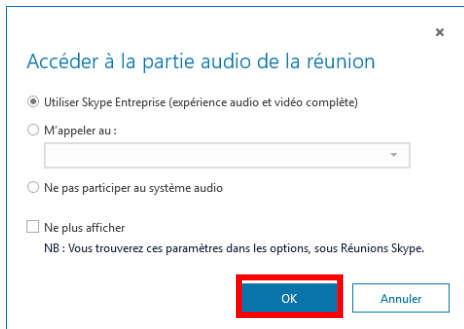 Accéder à la partie audio de la réunion
Utiliser Skype Entreprise (expérience audio et vidéo complète)
M'appeler au :
Ne pas participer au système audio
Ne plus afficher
NB : Vous trouverez ces paramètres dans les options, sous Réunions Skype.
OK
Annuler